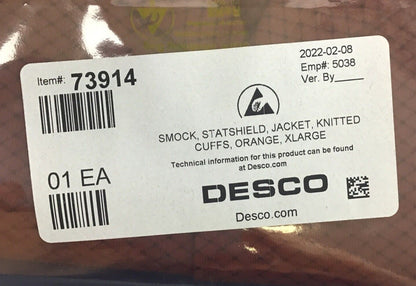 Item#: 73914
2022-02-08
Emp#: 5038
Ver. By_____
SMOCK, STATSHIELD, JACKET, KNITTED
CUFFS, ORANGE, XLARGE
Technical information for this product can be found
at Desco.com
01 EA
DESCO
Desco.com